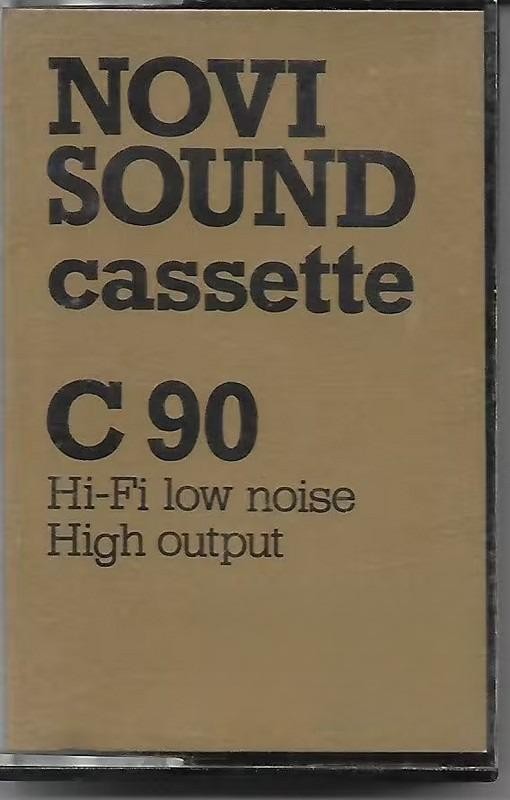 NOVI
SOUND
cassette
C 90
Hi-Fi low noise
High output